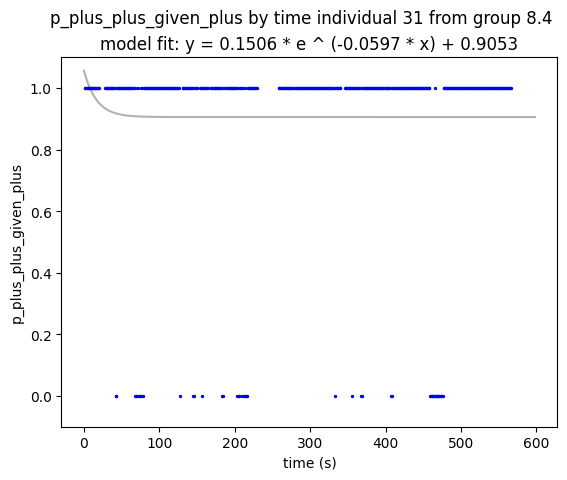 p_plus_plus_given_plus by time individual 31 from group 8.4
model fit: y = 0.1506 * e ^ (-0.0597 * x) + 0.9053
1.0
0.8
0.6
0.4
0.2
0.0
p_plus_plus_given_plus
0 100 200 300 400 500 600
time (s)